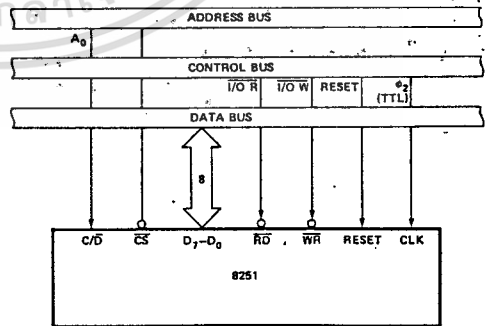 ADDRESS BUS
A₀
CONTROL BUS
I/O R I/O W RESET φ₂
(TTL)
DATA BUS
8
C/D CS D₇–D₀ RD WR RESET CLK
8251